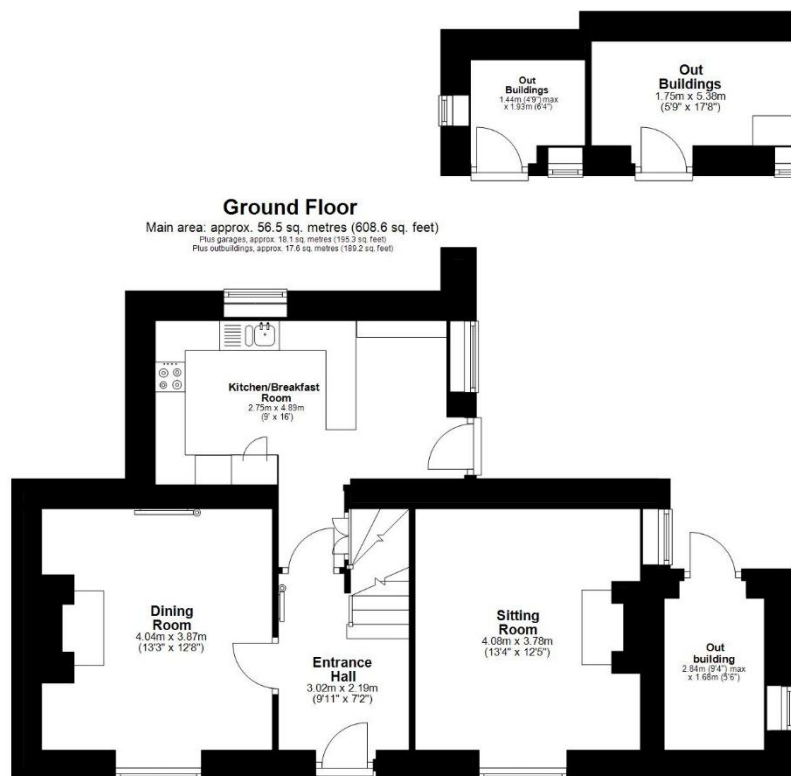 Out
Buildings
1.44m (4'9") max
x 1.93m (6'4")
Out
Buildings
1.75m x 5.38m
(5'9" x 17'8")
Ground Floor
Main area: approx. 56.5 sq. metres (608.6 sq. feet)
Plus garages, approx. 18.1 sq. metres (195.3 sq. feet)
Plus outbuildings, approx. 17.6 sq. metres (189.2 sq. feet)
Kitchen/Breakfast
Room
2.75m x 4.89m
(9' x 16')
Dining
Room
4.04m x 3.87m
(13'3" x 12'8")
Entrance
Hall
3.02m x 2.19m
(9'11" x 7'2")
Sitting
Room
4.08m x 3.78m
(13'4" x 12'5")
Out
building
2.84m (9'4") max
x 1.68m (5'6")